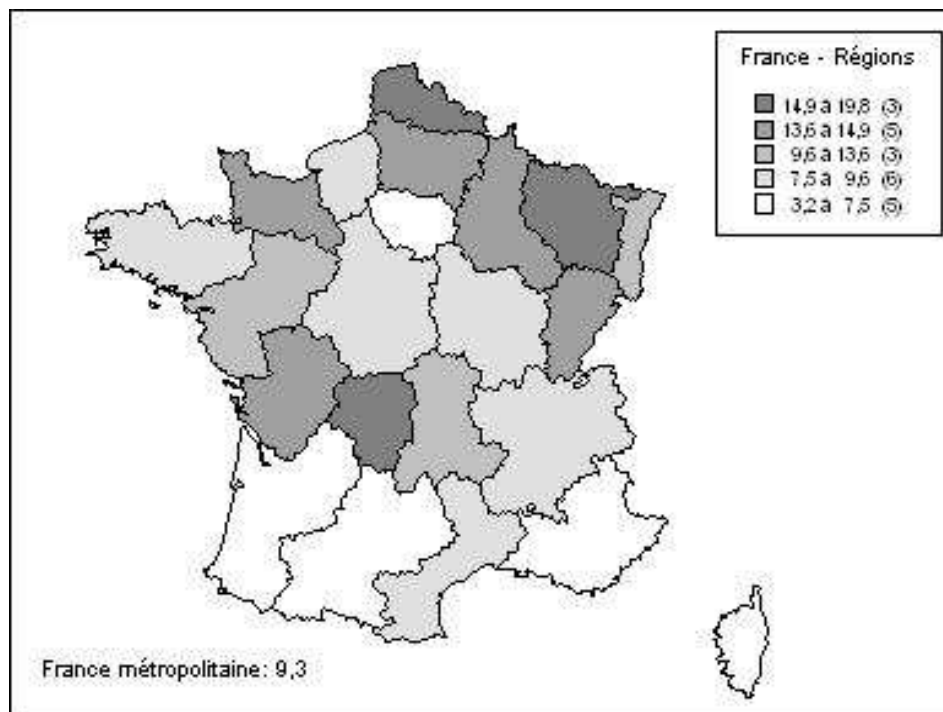 France - Régions
14,9 à 19,8 (3)
13,6 à 14,9 (5)
9,6 à 13,6 (3)
7,5 à 9,6 (6)
3,2 à 7,5 (5)
France métropolitaine: 9,3